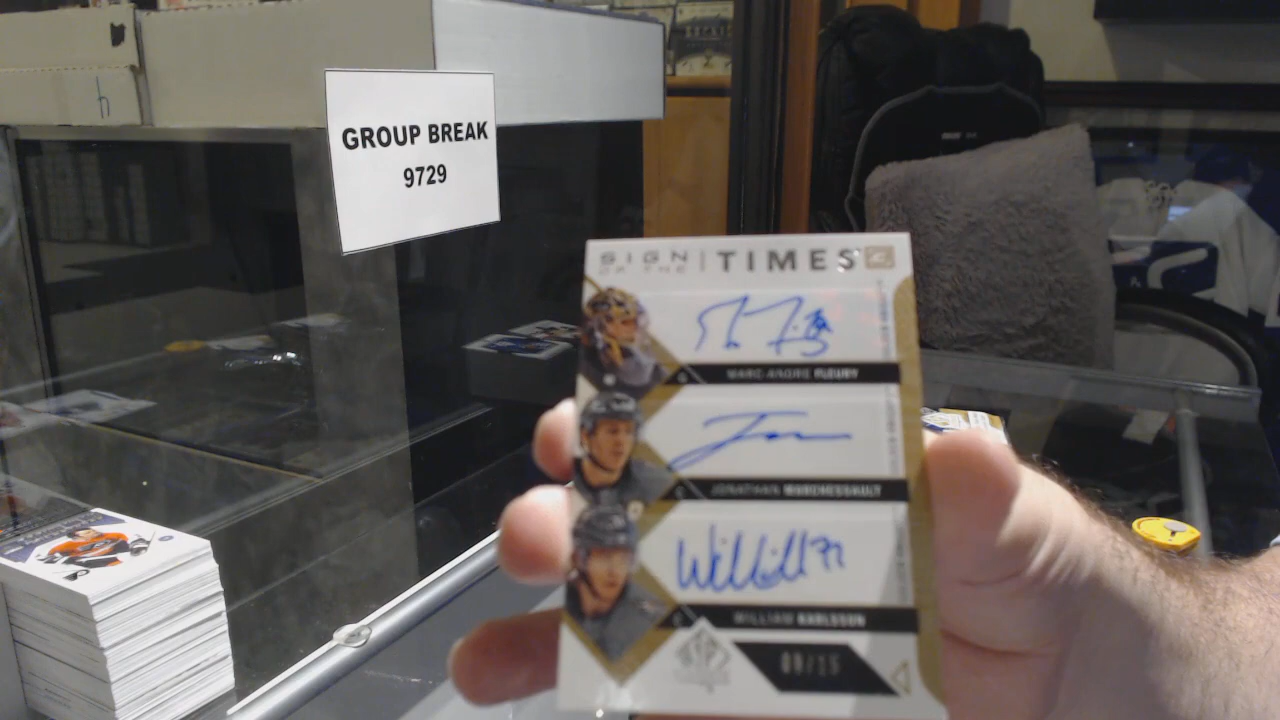 GROUP BREAK
9729
SIGN OF THE | TIMES
MARC-ANDRE FLEURY
JONATHAN MARCHESSAULT
WILLIAM KARLSSON
09/15